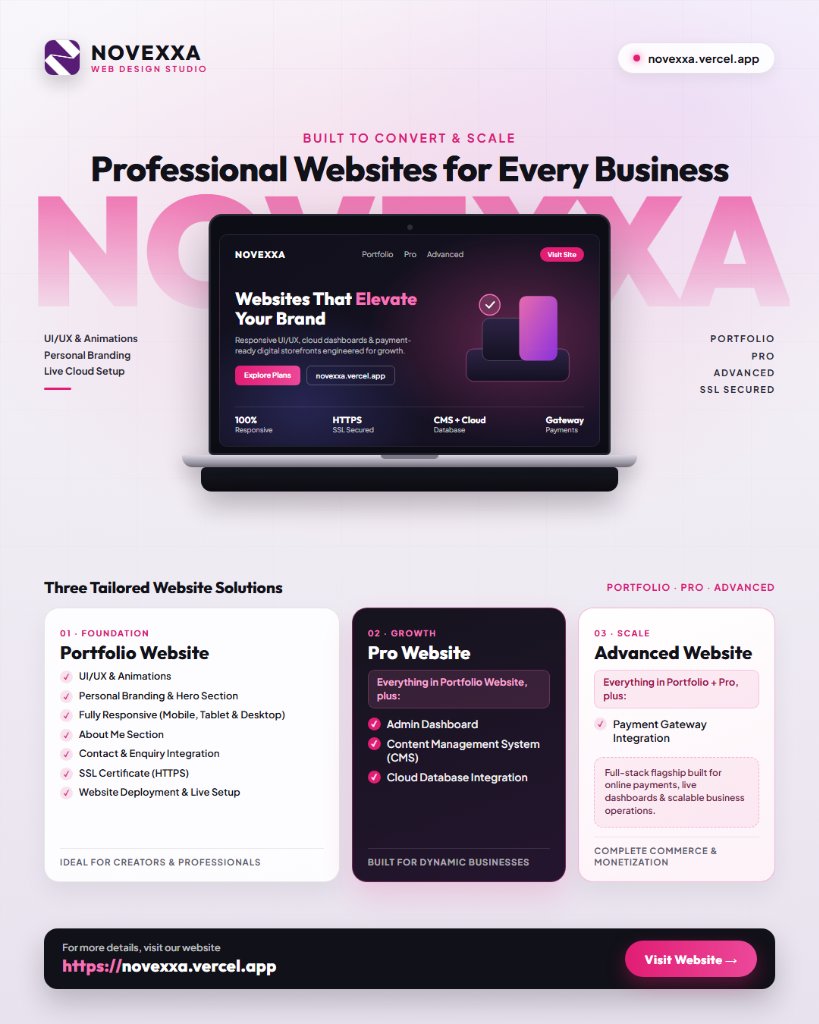 NOVEXXA
WEB DESIGN STUDIO
novexxa.vercel.app
BUILT TO CONVERT & SCALE
Professional Websites for Every Business
NOVEXXA
NOVEXXA
Portfolio Pro Advanced
Visit Site
Websites That Elevate
Your Brand
Responsive UI/UX, cloud dashboards & payment-
ready digital storefronts engineered for growth.
Explore Plans
novexxa.vercel.app
100%
Responsive
HTTPS
SSL Secured
CMS + Cloud
Database
Gateway
Payments
UI/UX & Animations
Personal Branding
Live Cloud Setup
PORTFOLIO
PRO
ADVANCED
SSL SECURED
Three Tailored Website Solutions
PORTFOLIO · PRO · ADVANCED
01 · FOUNDATION
Portfolio Website
UI/UX & Animations
Personal Branding & Hero Section
Fully Responsive (Mobile, Tablet & Desktop)
About Me Section
Contact & Enquiry Integration
SSL Certificate (HTTPS)
Website Deployment & Live Setup
IDEAL FOR CREATORS & PROFESSIONALS
02 · GROWTH
Pro Website
Everything in Portfolio Website,
plus:
Admin Dashboard
Content Management System
(CMS)
Cloud Database Integration
BUILT FOR DYNAMIC BUSINESSES
03 · SCALE
Advanced Website
Everything in Portfolio + Pro,
plus:
Payment Gateway
Integration
Full-stack flagship built for
online payments, live
dashboards & scalable business
operations.
COMPLETE COMMERCE &
MONETIZATION
For more details, visit our website
https://novexxa.vercel.app
Visit Website →